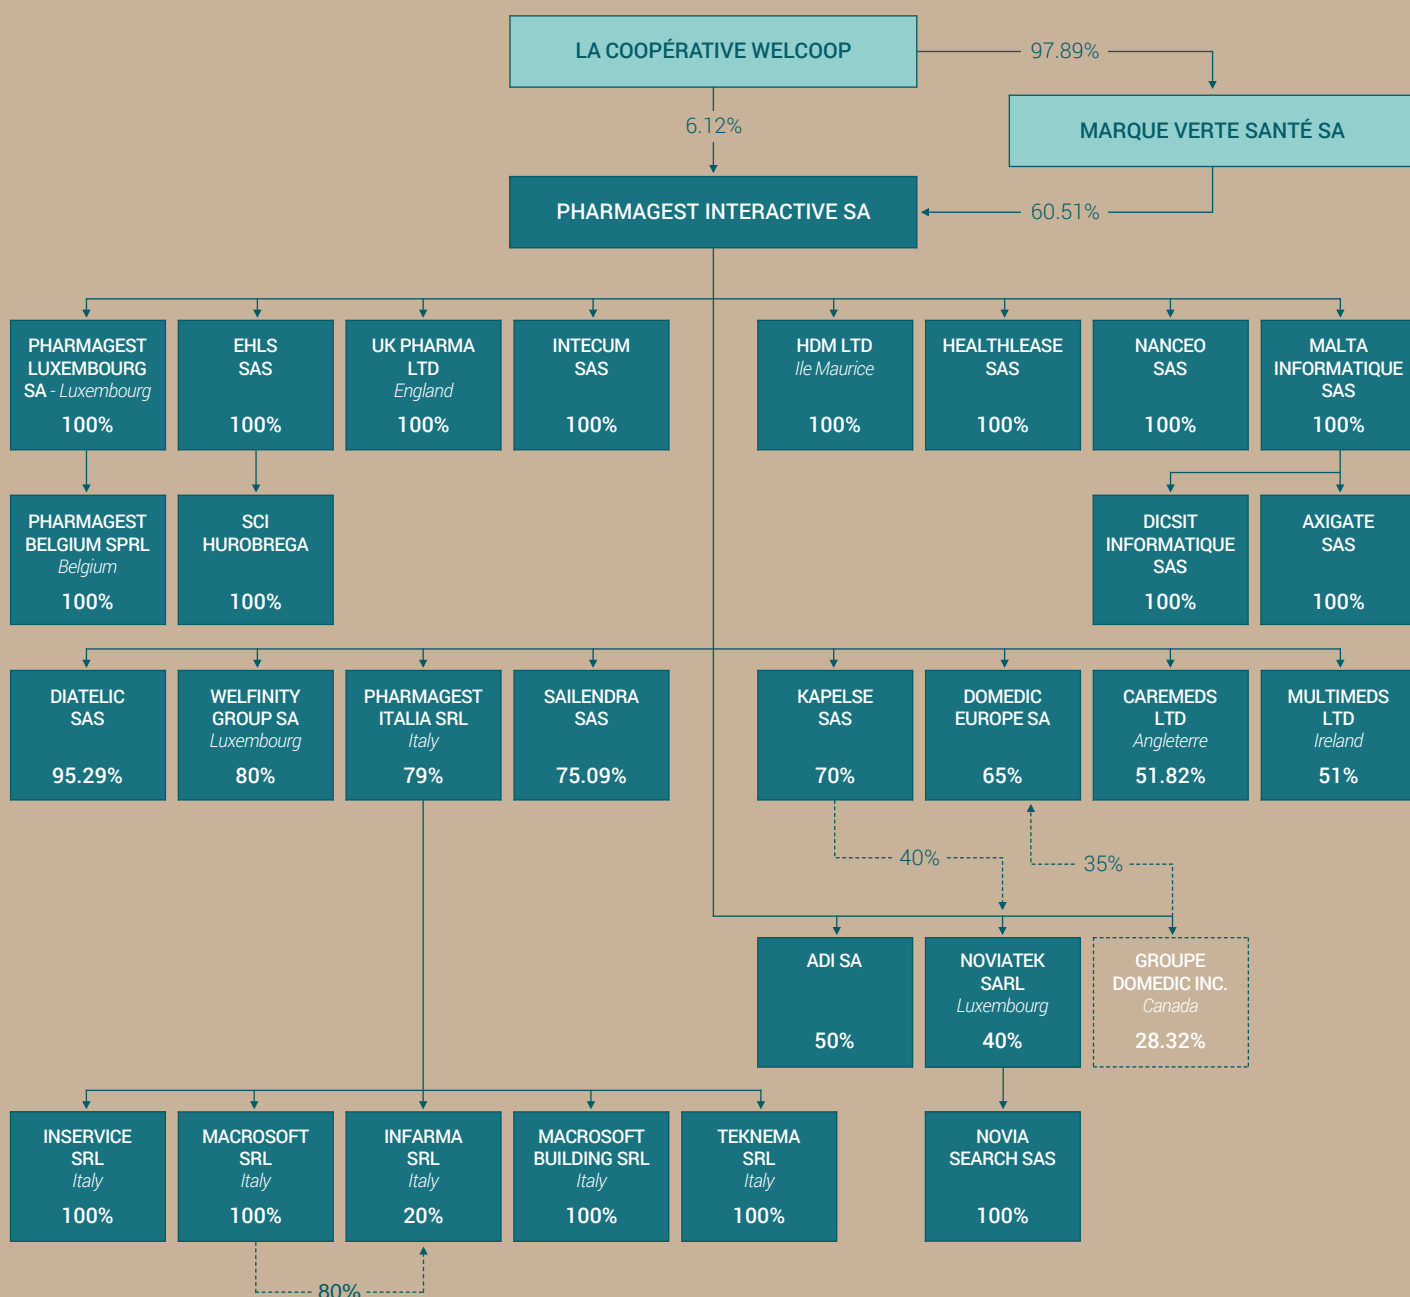 LA COOPÉRATIVE WELCOOP
97.89%
6.12%
MARQUE VERTE SANTÉ SA
PHARMAGEST INTERACTIVE SA
60.51%
PHARMAGEST
LUXEMBOURG
SA - Luxembourg
100%
EHLS
SAS
100%
UK PHARMA
LTD
England
100%
INTECUM
SAS
100%
HDM LTD
Ile Maurice
100%
HEALTHLEASE
SAS
100%
NANCEO
SAS
100%
MALTA
INFORMATIQUE
SAS
100%
PHARMAGEST
BELGIUM SPRL
Belgium
100%
SCI
HUROBREGA
100%
DICSIT
INFORMATIQUE
SAS
100%
AXIGATE
SAS
100%
DIATELIC
SAS
95.29%
WELFINITY
GROUP SA
Luxembourg
80%
PHARMAGEST
ITALIA SRL
Italy
79%
SAILENDRA
SAS
75.09%
KAPELSE
SAS
70%
DOMEDIC
EUROPE SA
65%
CAREMEDS
LTD
Angleterre
51.82%
MULTIMEDS
LTD
Ireland
51%
40%
35%
ADI SA
50%
NOVIATEK
SARL
Luxembourg
40%
GROUPE
DOMEDIC INC.
Canada
28.32%
INSERVICE
SRL
Italy
100%
MACROSOFT
SRL
Italy
100%
INFARMA
SRL
Italy
20%
MACROSOFT
BUILDING SRL
Italy
100%
TEKNEMA
SRL
Italy
100%
NOVIA
SEARCH SAS
100%
80%